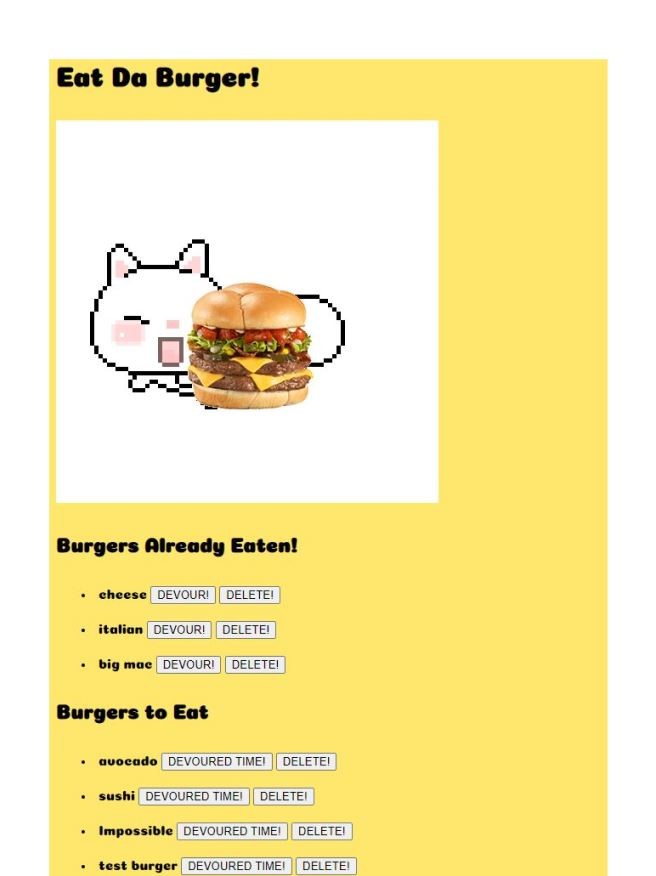 Eat Da Burger!
Burgers Already Eaten!
cheese DEVOUR! DELETE!
italian DEVOUR! DELETE!
big mac DEVOUR! DELETE!
Burgers to Eat
avocado DEVOURED TIME! DELETE!
sushi DEVOURED TIME! DELETE!
Impossible DEVOURED TIME! DELETE!
test burger DEVOURED TIME! DELETE!